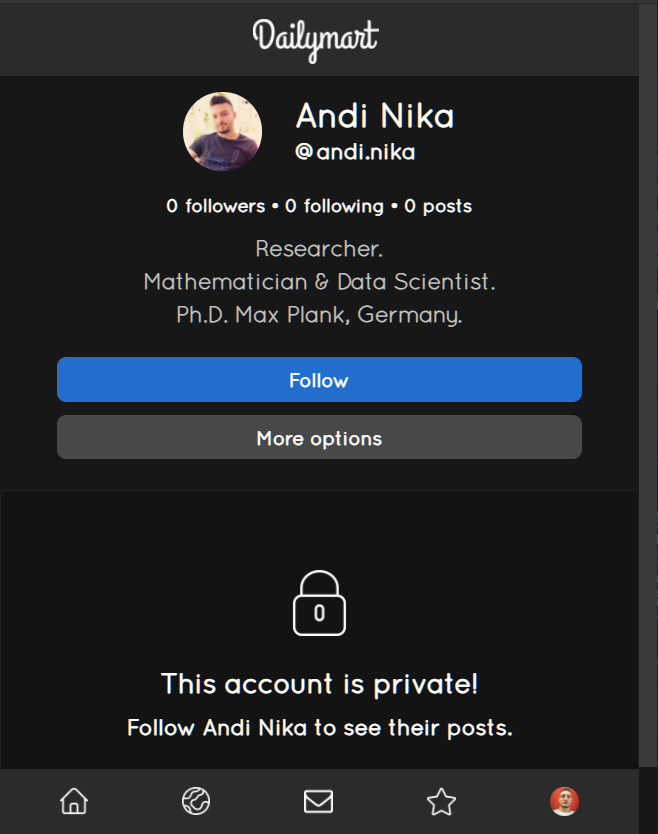 Dailymart
Andi Nika
@andi.nika
0 followers • 0 following • 0 posts
Researcher.
Mathematician & Data Scientist.
Ph.D. Max Plank, Germany.
Follow
More options
0
This account is private!
Follow Andi Nika to see their posts.